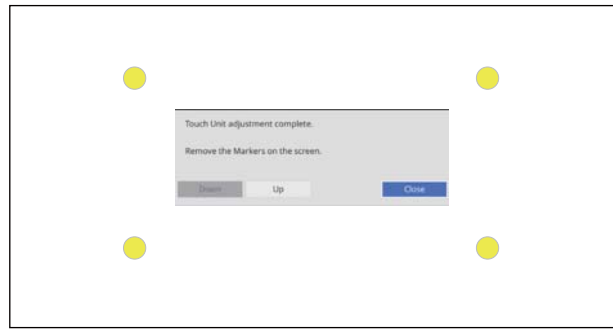 Touch Unit adjustment complete.
Remove the Markers on the screen.
Down Up Close